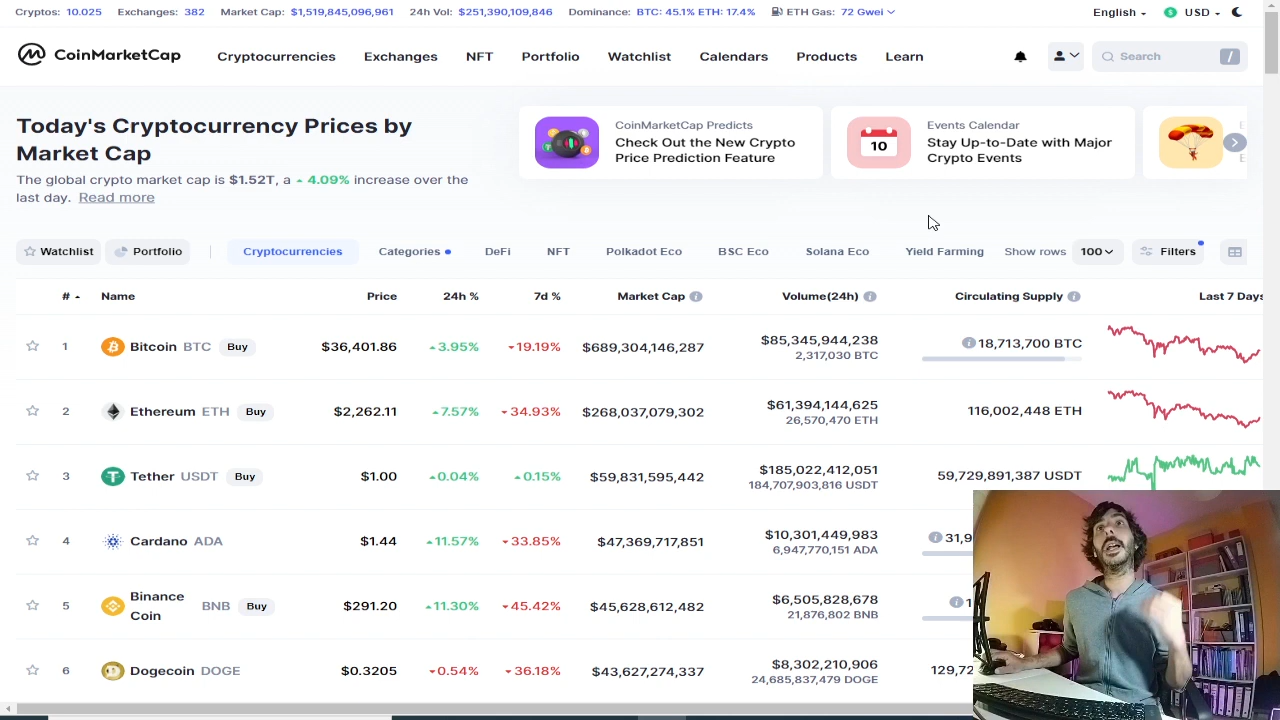 Cryptos: 10.025 Exchanges: 382 Market Cap: $1,519,845,096,961 24h Vol: $251,390,109,846 Dominance: BTC: 45.1% ETH: 17.4% ETH Gas: 72 Gwei English USD
CoinMarketCap Cryptocurrencies Exchanges NFT Portfolio Watchlist Calendars Products Learn Search /
Today's Cryptocurrency Prices by
Market Cap
The global crypto market cap is $1.52T, a 4.09% increase over the
last day. Read more
CoinMarketCap Predicts
Check Out the New Crypto
Price Prediction Feature
10
Events Calendar
Stay Up-to-Date with Major
Crypto Events
Watchlist Portfolio Cryptocurrencies Categories DeFi NFT Polkadot Eco BSC Eco Solana Eco Yield Farming Show rows 100 Filters
# Name Price 24h % 7d % Market Cap Volume(24h) Circulating Supply Last 7 Days
1 Bitcoin BTC Buy $36,401.86 3.95% 19.19% $689,304,146,287 $85,345,944,238 18,713,700 BTC
2,317,030 BTC
2 Ethereum ETH Buy $2,262.11 7.57% 34.93% $268,037,079,302 $61,394,144,625 116,002,448 ETH
26,570,470 ETH
3 Tether USDT Buy $1.00 0.04% 0.15% $59,831,595,442 $185,022,412,051 59,729,891,387 USDT
184,707,903,816 USDT
4 Cardano ADA $1.44 11.57% 33.85% $47,369,717,851 $10,301,449,983 31,9
6,947,770,151 ADA
5 Binance Coin BNB Buy $291.20 11.30% 45.42% $45,628,612,482 $6,505,828,678 1
21,876,802 BNB
6 Dogecoin DOGE $0.3205 0.54% 36.18% $43,627,274,337 $8,302,210,906 129,72
24,685,837,479 DOGE